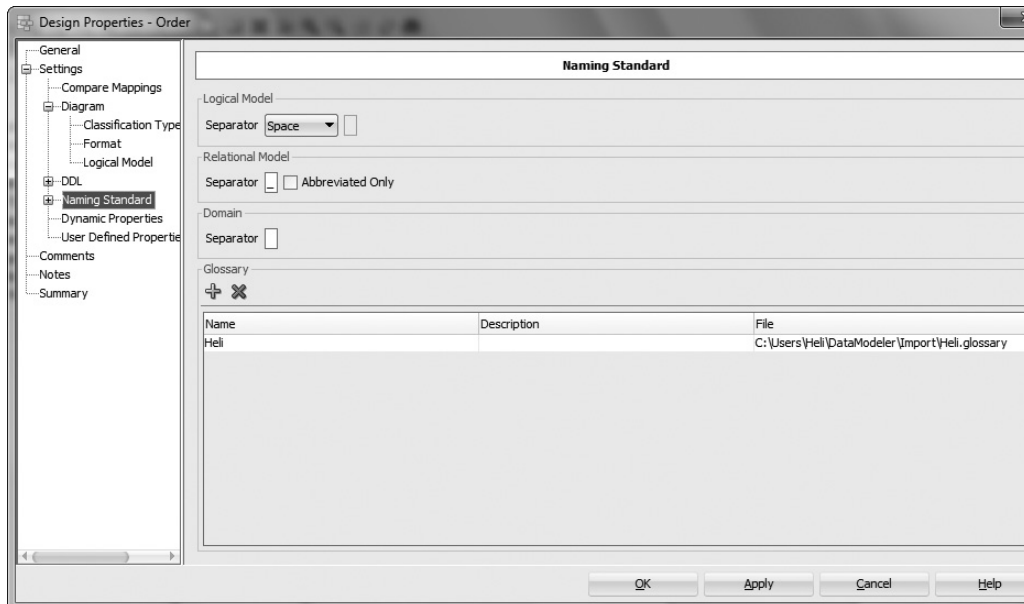 Design Properties - Order
General
Settings
Compare Mappings
Diagram
Classification Type
Format
Logical Model
DDL
Naming Standard
Dynamic Properties
User Defined Propertie
Comments
Notes
Summary
Naming Standard
Logical Model
Separator Space
Relational Model
Separator _ Abbreviated Only
Domain
Separator
Glossary
Name Description File
Heli C:\Users\Heli\DataModeler\Import\Heli.glossary
OK Apply Cancel Help